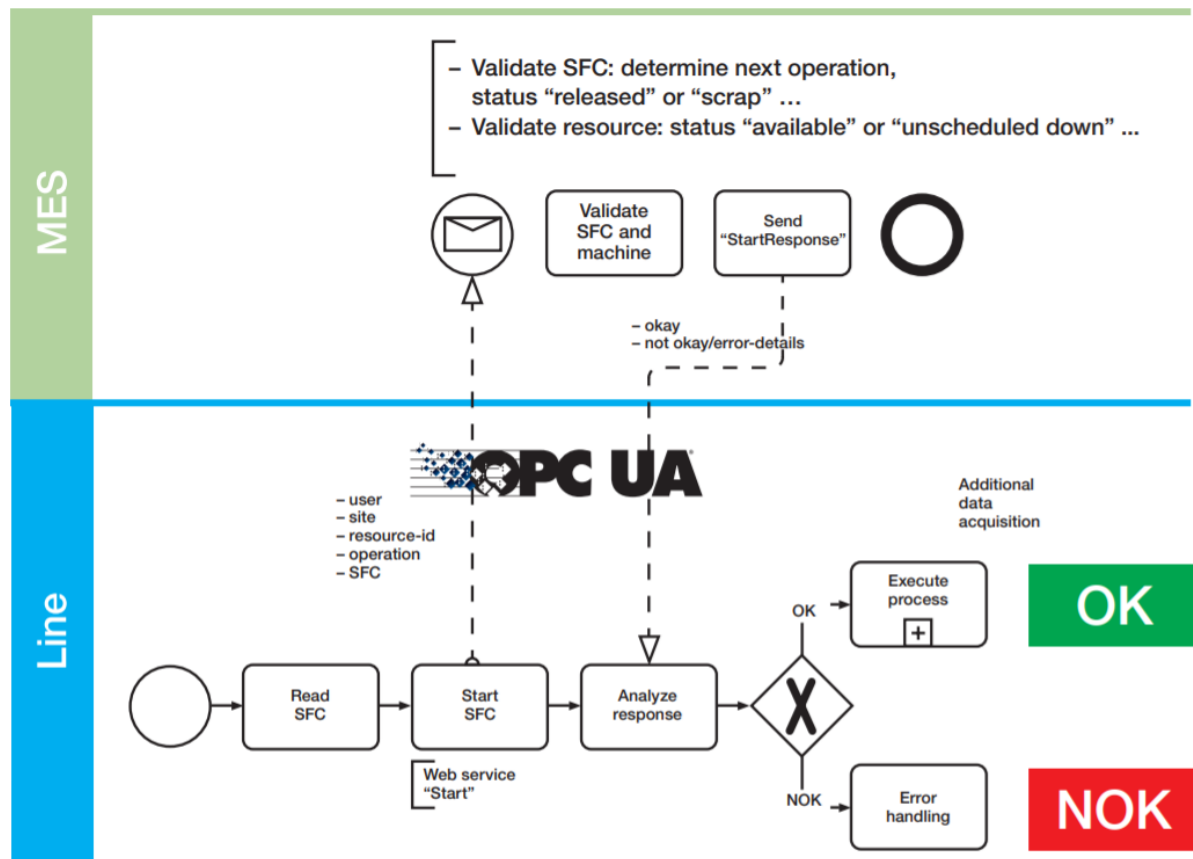 MES
– Validate SFC: determine next operation,
status “released” or “scrap” …
– Validate resource: status “available” or “unscheduled down” ...
Validate
SFC and
machine
Send
“StartResponse”
– okay
– not okay/error-details
Line
OPC UA
– user
– site
– resource-id
– operation
– SFC
Additional
data
acquisition
Read
SFC
Start
SFC
Web service
“Start”
Analyze
response
X
OK
Execute
process
+
OK
NOK
Error
handling
NOK